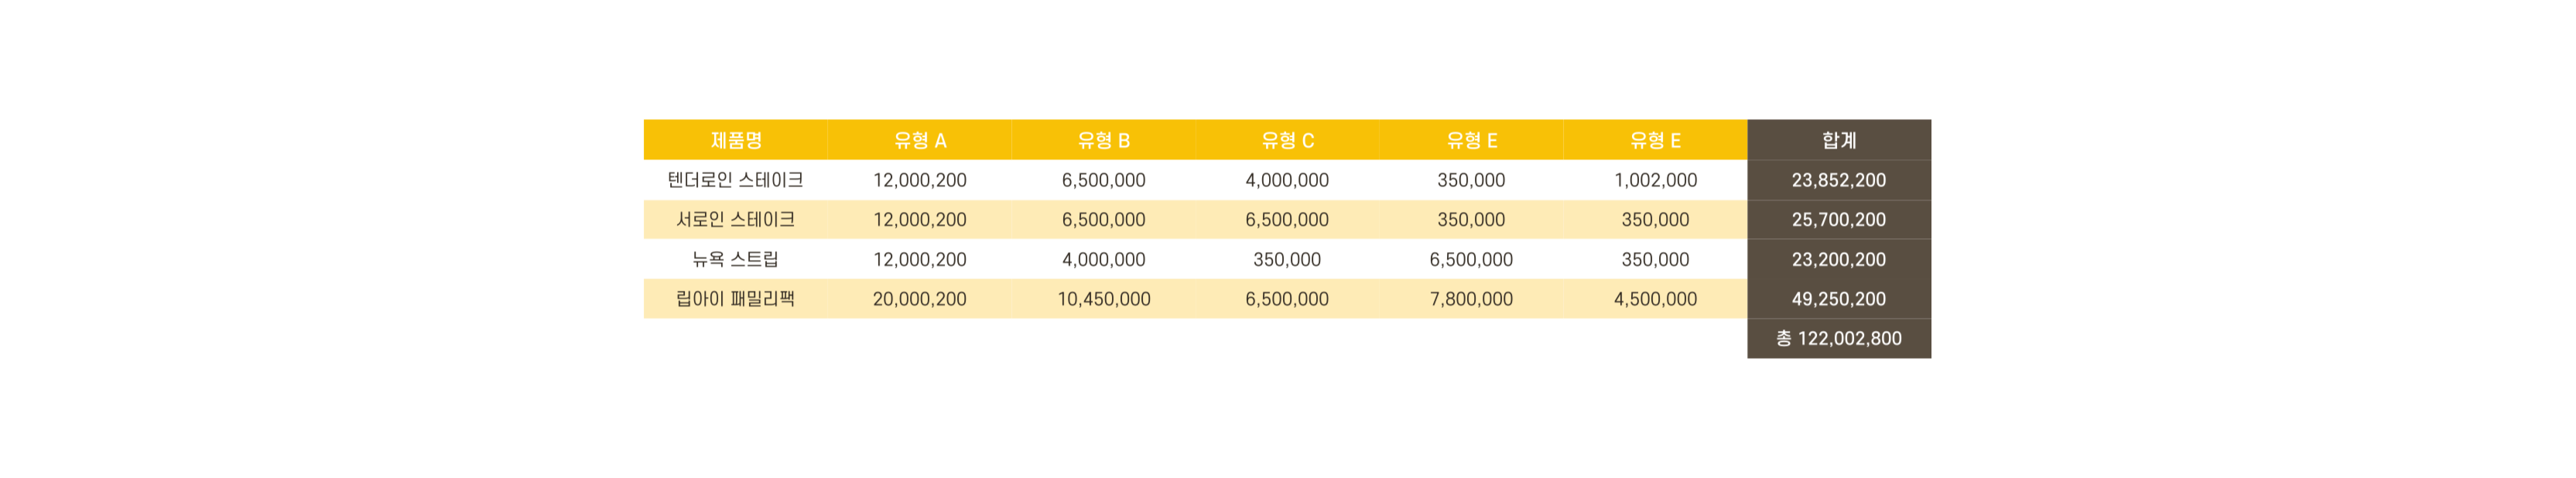 제품명 유형 A 유형 B 유형 C 유형 E 유형 E 합계
텐더로인 스테이크 12,000,200 6,500,000 4,000,000 350,000 1,002,000 23,852,200
서로인 스테이크 12,000,200 6,500,000 6,500,000 350,000 350,000 25,700,200
뉴욕 스트립 12,000,200 4,000,000 350,000 6,500,000 350,000 23,200,200
립아이 패밀리팩 20,000,200 10,450,000 6,500,000 7,800,000 4,500,000 49,250,200
총 122,002,800